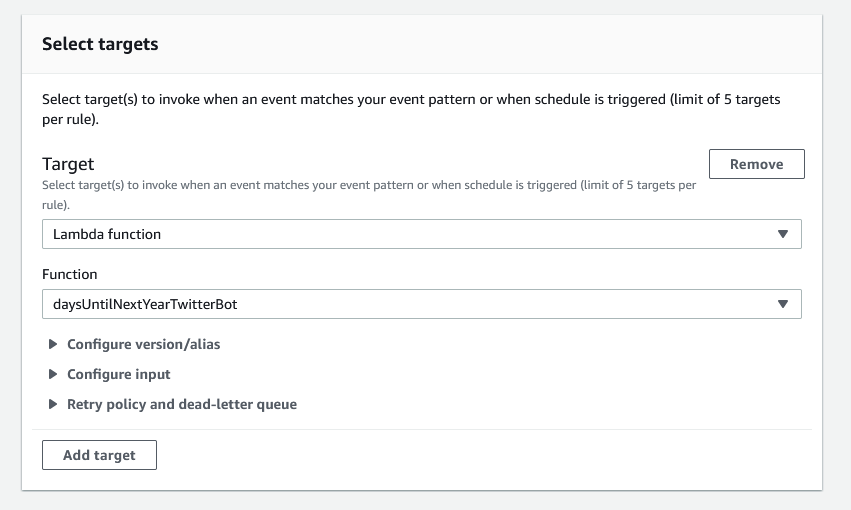 Select targets
Select target(s) to invoke when an event matches your event pattern or when schedule is triggered (limit of 5 targets
per rule).
Target
Remove
Select target(s) to invoke when an event matches your event pattern or when schedule is triggered (limit of 5 targets per
rule).
Lambda function
Function
daysUntilNextYearTwitterBot
Configure version/alias
Configure input
Retry policy and dead-letter queue
Add target